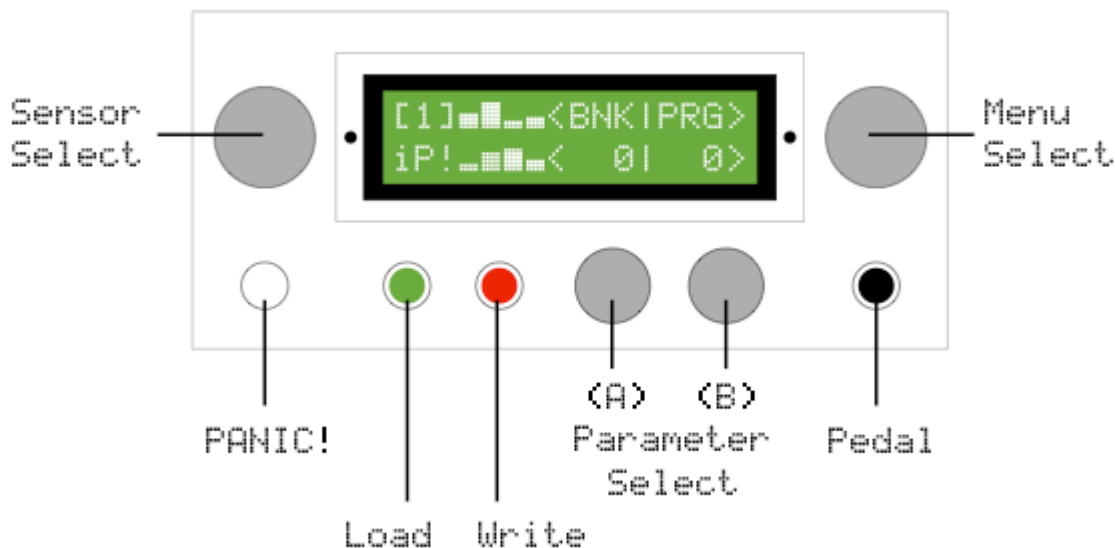 Sensor
Select
[1]<BNK|PRG>
iP!< 0| 0>
Menu
Select
(A)
(B)
PANIC!
Parameter
Select
Pedal
Load
Write